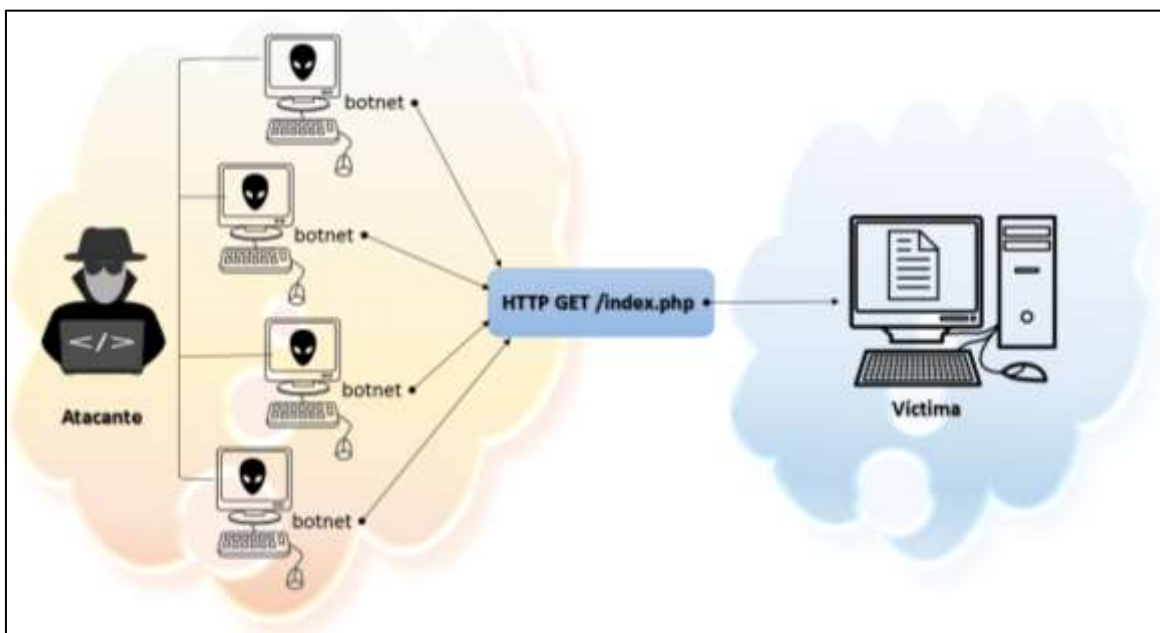 botnet
botnet
HTTP GET /index.php
</>
botnet
Atacante
Víctima
botnet